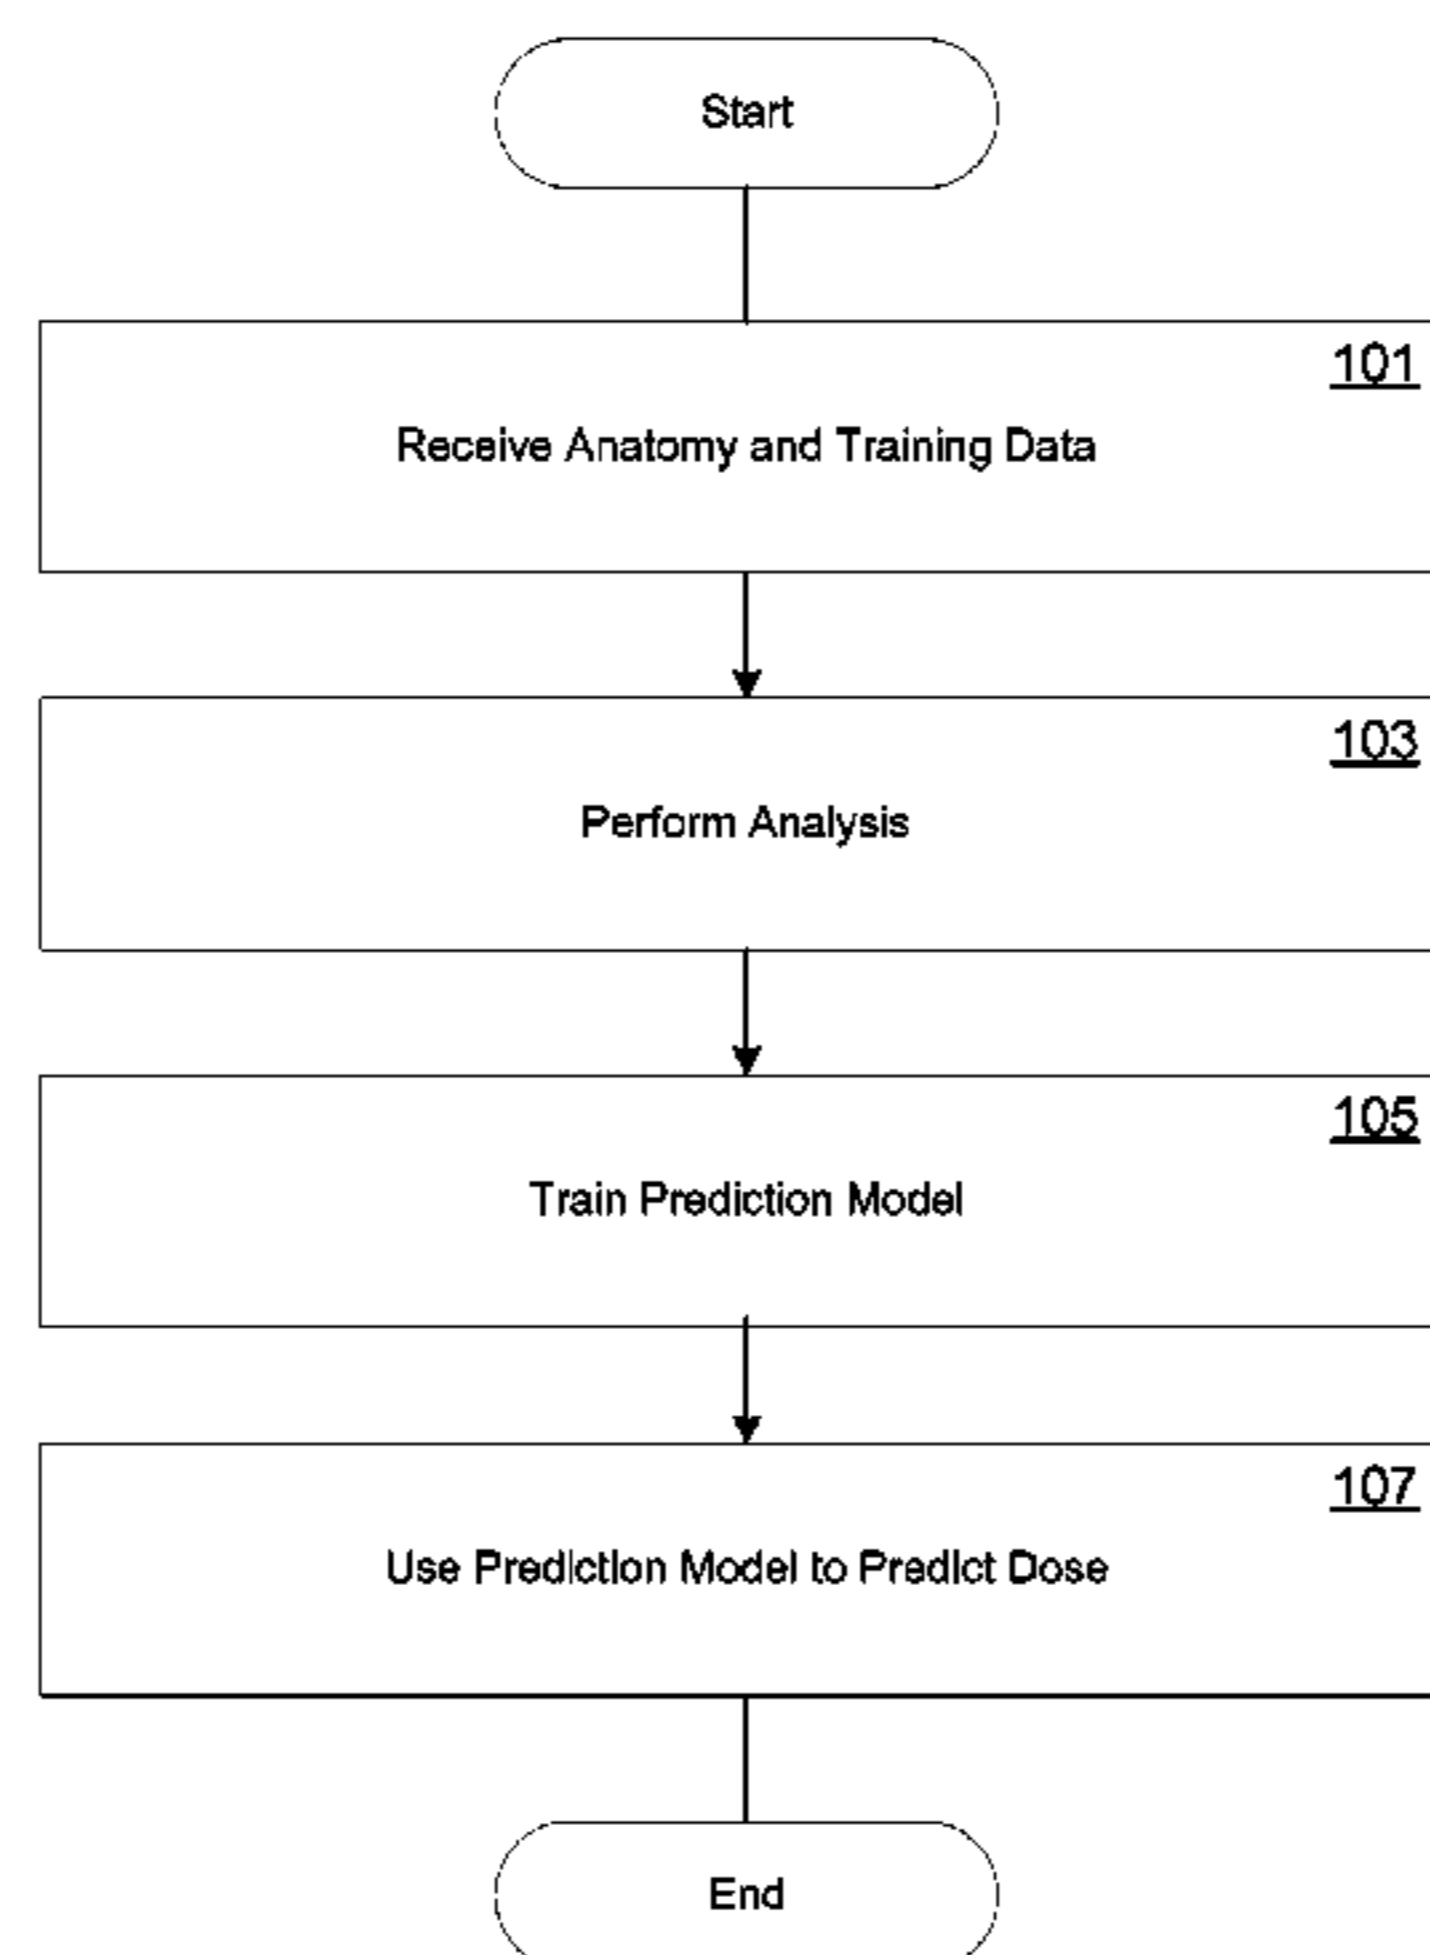 Start
101
Receive Anatomy and Training Data
103
Perform Analysis
105
Train Prediction Model
107
Use Prediction Model to Predict Dose
End